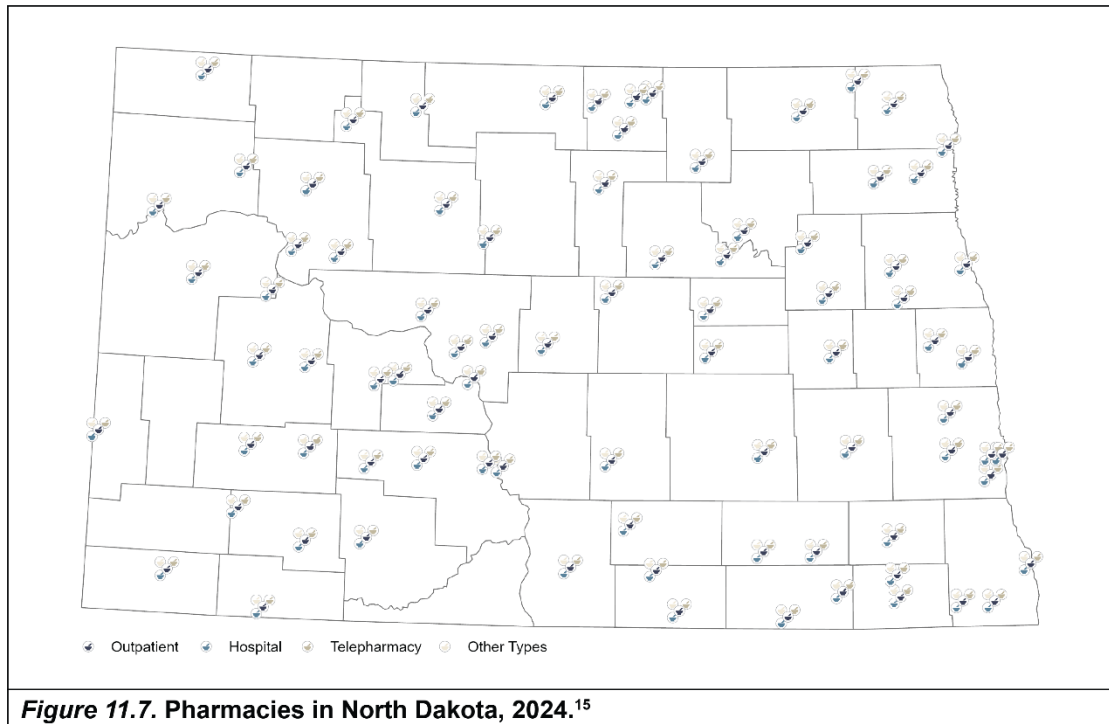 Outpatient Hospital Telepharmacy Other Types
Figure 11.7. Pharmacies in North Dakota, 2024.15